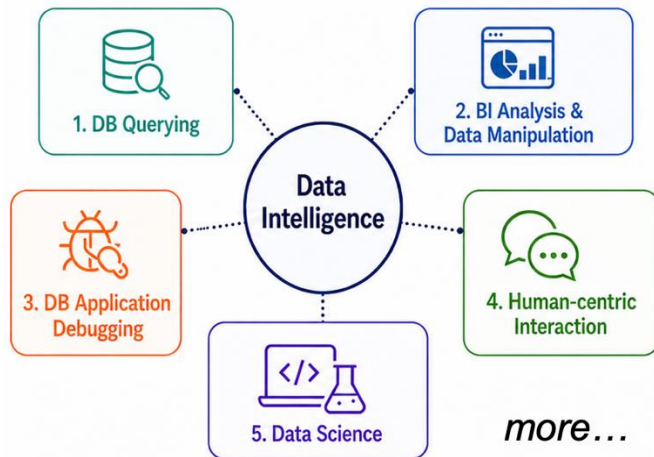 1. DB Querying
2. BI Analysis &
Data Manipulation
Data
Intelligence
3. DB Application
Debugging
4. Human-centric
Interaction
</>
5. Data Science
more...